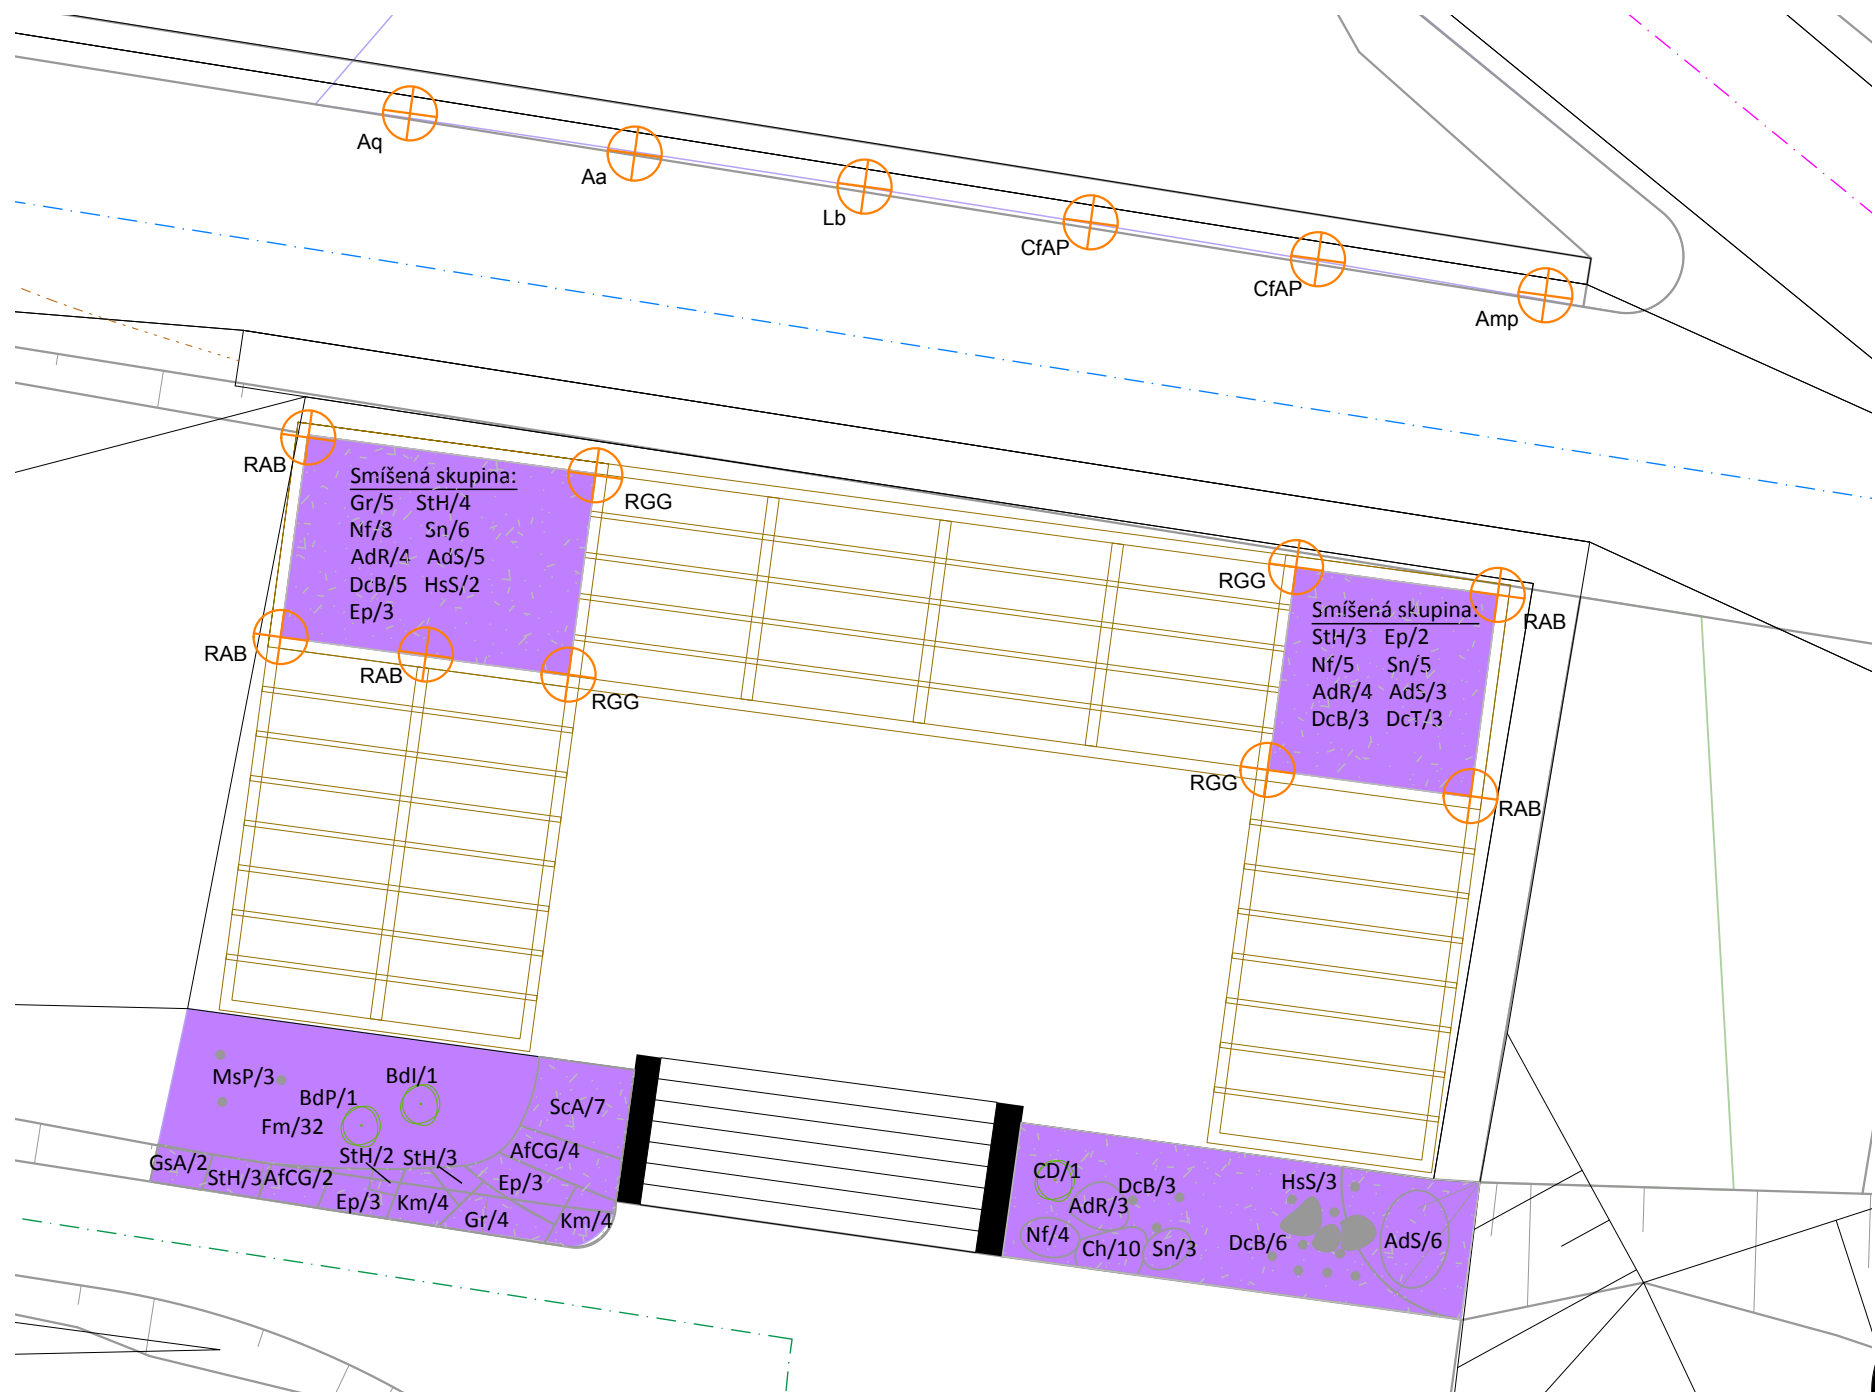 Aq
Aa
Lb
CfAP
CfAP
Amp
RAB
RGG
Smíšená skupina:
Gr/5 StH/4
Nf/8 Sn/6
AdR/4 AdS/5
DcB/5 HsS/2
Ep/3
RAB
RAB
RGG
RGG
RAB
Smíšená skupina:
StH/3 Ep/2
Nf/5 Sn/5
AdR/4 AdS/3
DcB/3 DcT/3
RGG
RAB
MsP/3
BdI/1
BdP/1
Fm/32
ScA/7
StH/2
StH/3
AfCG/4
GsA/2
StH/3
AfCG/2
Ep/3
Km/4
Ep/3
Gr/4
Km/4
CD/1
DcB/3
AdR/3
HsS/3
Nf/4
Ch/10
Sn/3
DcB/6
AdS/6